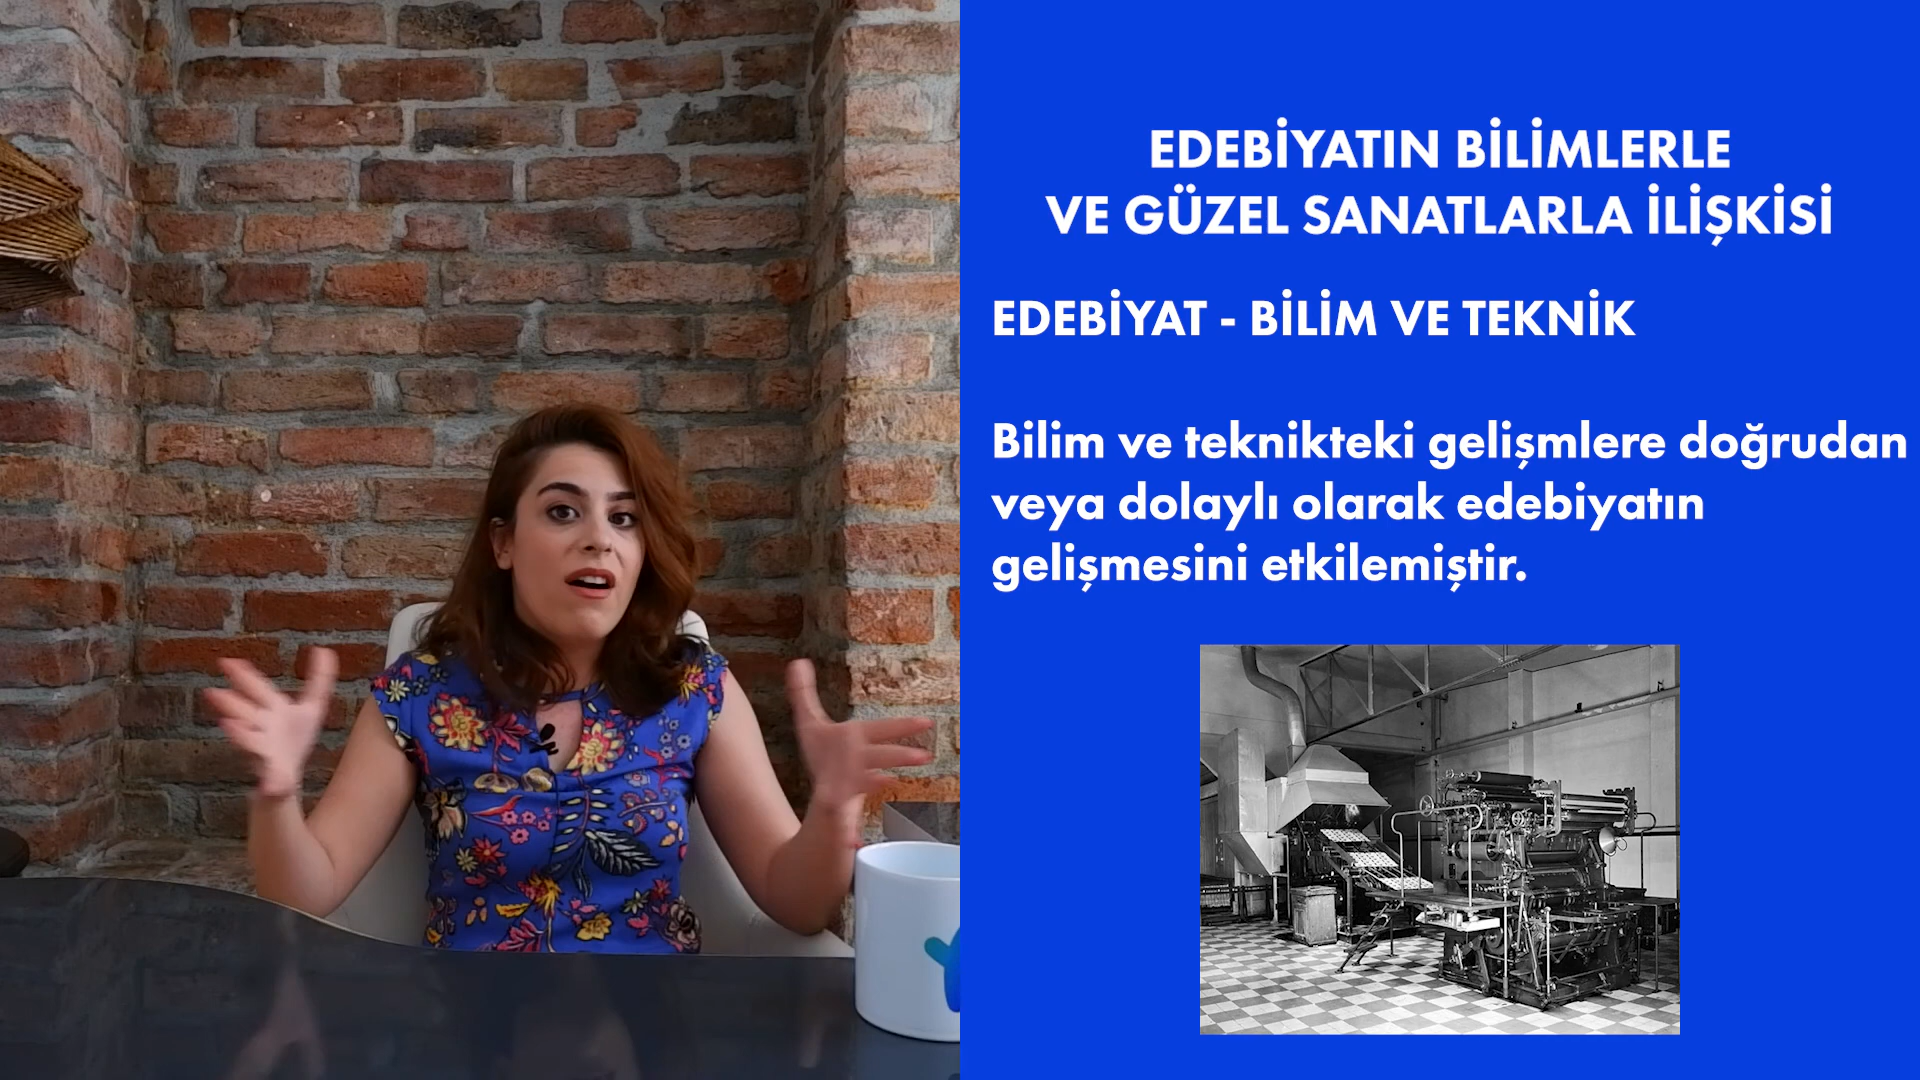 EDEBİYATIN BİLİMLERLE
VE GÜZEL SANATLARLA İLİŞKİSİ
EDEBİYAT - BİLİM VE TEKNİK
Bilim ve teknikteki gelişmlere doğrudan
veya dolaylı olarak edebiyatın
gelişmesini etkilemiştir.